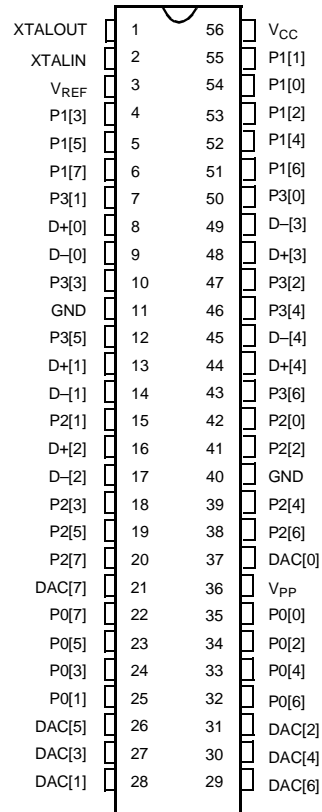 XTALOUT 1 56 VCC
XTALIN 2 55 P1[1]
VREF 3 54 P1[0]
P1[3] 4 53 P1[2]
P1[5] 5 52 P1[4]
P1[7] 6 51 P1[6]
P3[1] 7 50 P3[0]
D+[0] 8 49 D–[3]
D–[0] 9 48 D+[3]
P3[3] 10 47 P3[2]
GND 11 46 P3[4]
P3[5] 12 45 D–[4]
D+[1] 13 44 D+[4]
D–[1] 14 43 P3[6]
P2[1] 15 42 P2[0]
D+[2] 16 41 P2[2]
D–[2] 17 40 GND
P2[3] 18 39 P2[4]
P2[5] 19 38 P2[6]
P2[7] 20 37 DAC[0]
DAC[7] 21 36 VPP
P0[7] 22 35 P0[0]
P0[5] 23 34 P0[2]
P0[3] 24 33 P0[4]
P0[1] 25 32 P0[6]
DAC[5] 26 31 DAC[2]
DAC[3] 27 30 DAC[4]
DAC[1] 28 29 DAC[6]